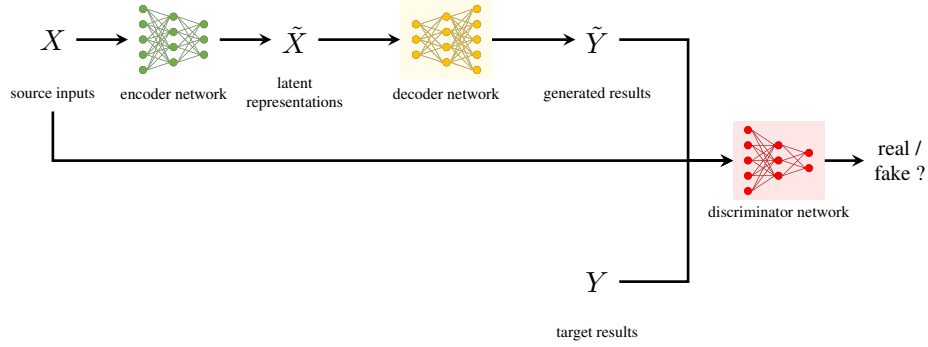 X
X̃
Ỹ
source inputs
encoder network
latent
representations
decoder network
generated results
real /
fake ?
discriminator network
Y
target results